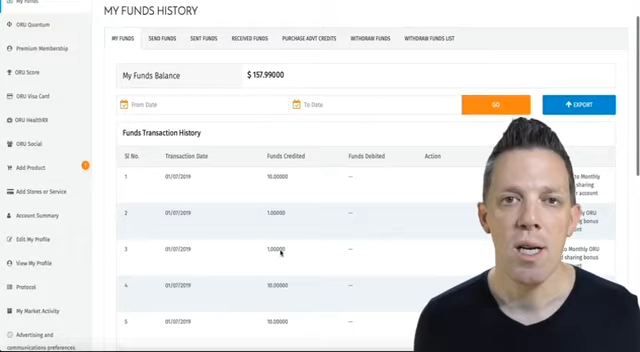 My Funds
MY FUNDS HISTORY
ORU Quantum
Premium Membership
ORU Score
ORU Visa Card
ORU HealthRX
ORU Social
Add Product
Add Stores or Service
Account Summary
Edit My Profile
View My Profile
Protocol
My Market Activity
Advertising and
communications preferences
MY FUNDS SEND FUNDS SENT FUNDS RECEIVED FUNDS PURCHASE ADVT CREDITS WITHDRAW FUNDS WITHDRAW FUNDS LIST
My Funds Balance $ 157.99000
From Date To Date GO EXPORT
Funds Transaction History
Sl No. Transaction Date Funds Credited Funds Debited Action
1 01/07/2019 10.00000 -- to Monthly
sharing
account
2 01/07/2019 1.00000 -- to Monthly ORU
sharing bonus
3 01/07/2019 1.00000 -- to Monthly ORU
sharing bonus
4 01/07/2019 10.00000 --
5 01/07/2019 10.00000 --